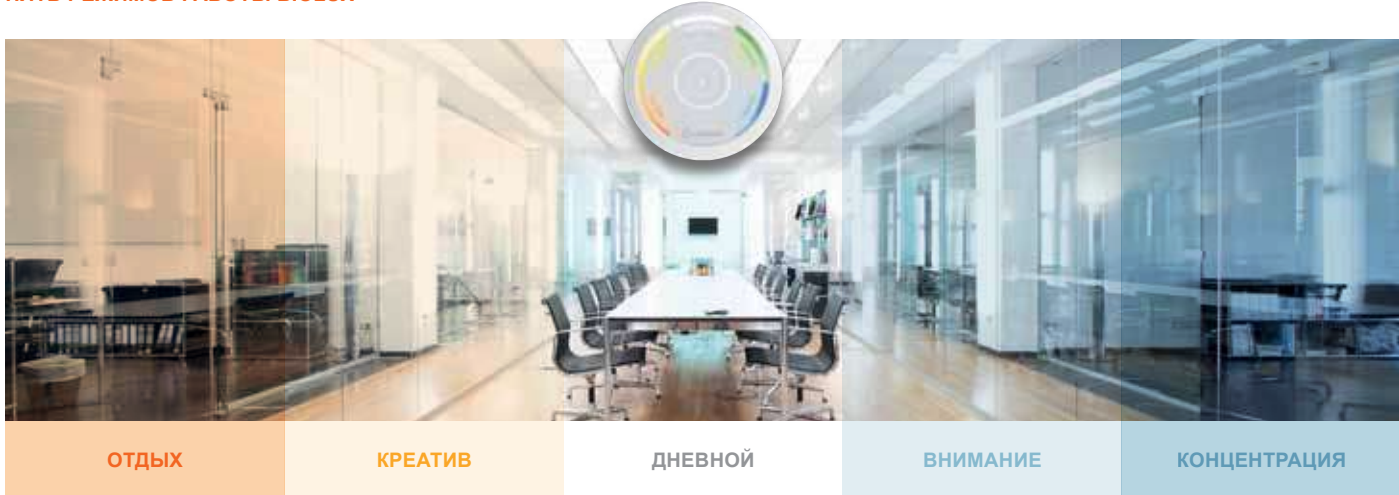 ОТДЫХ
КРЕАТИВ
ДНЕВНОЙ
ВНИМАНИЕ
КОНЦЕНТРАЦИЯ